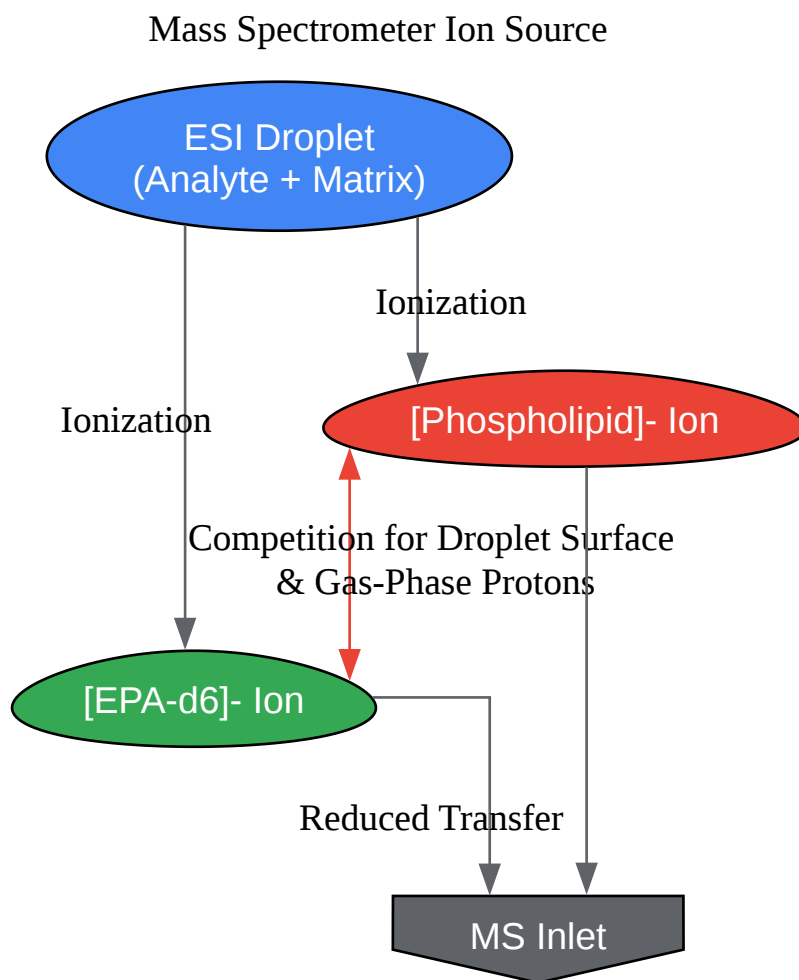 Mass Spectrometer Ion Source
ESI Droplet
(Analyte + Matrix)
Ionization
[Phospholipid]- Ion
Ionization
Competition for Droplet Surface
& Gas-Phase Protons
[EPA-d6]- Ion
Reduced Transfer
MS Inlet